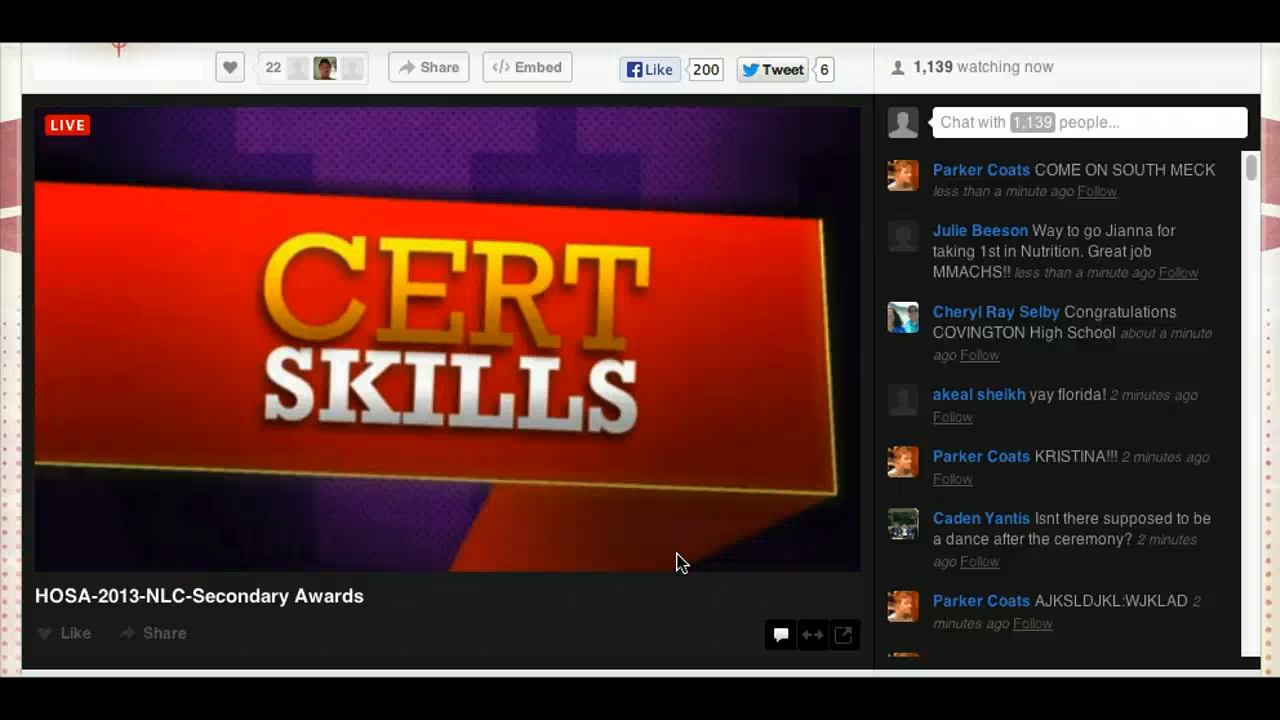 22
Share
</> Embed
Like
200
Tweet
6
1,139 watching now
LIVE
CERT
SKILLS
HOSA-2013-NLC-Secondary Awards
Like
Share
Chat with 1,139 people...
Parker Coats COME ON SOUTH MECK
less than a minute ago Follow
Julie Beeson Way to go Jianna for
taking 1st in Nutrition. Great job
MMACHS!! less than a minute ago Follow
Cheryl Ray Selby Congratulations
COVINGTON High School about a minute
ago Follow
akeal sheikh yay florida! 2 minutes ago
Follow
Parker Coats KRISTINA!!! 2 minutes ago
Follow
Caden Yantis Isnt there supposed to be
a dance after the ceremony? 2 minutes
ago Follow
Parker Coats AJKSLDJKL:WJKLAD 2
minutes ago Follow